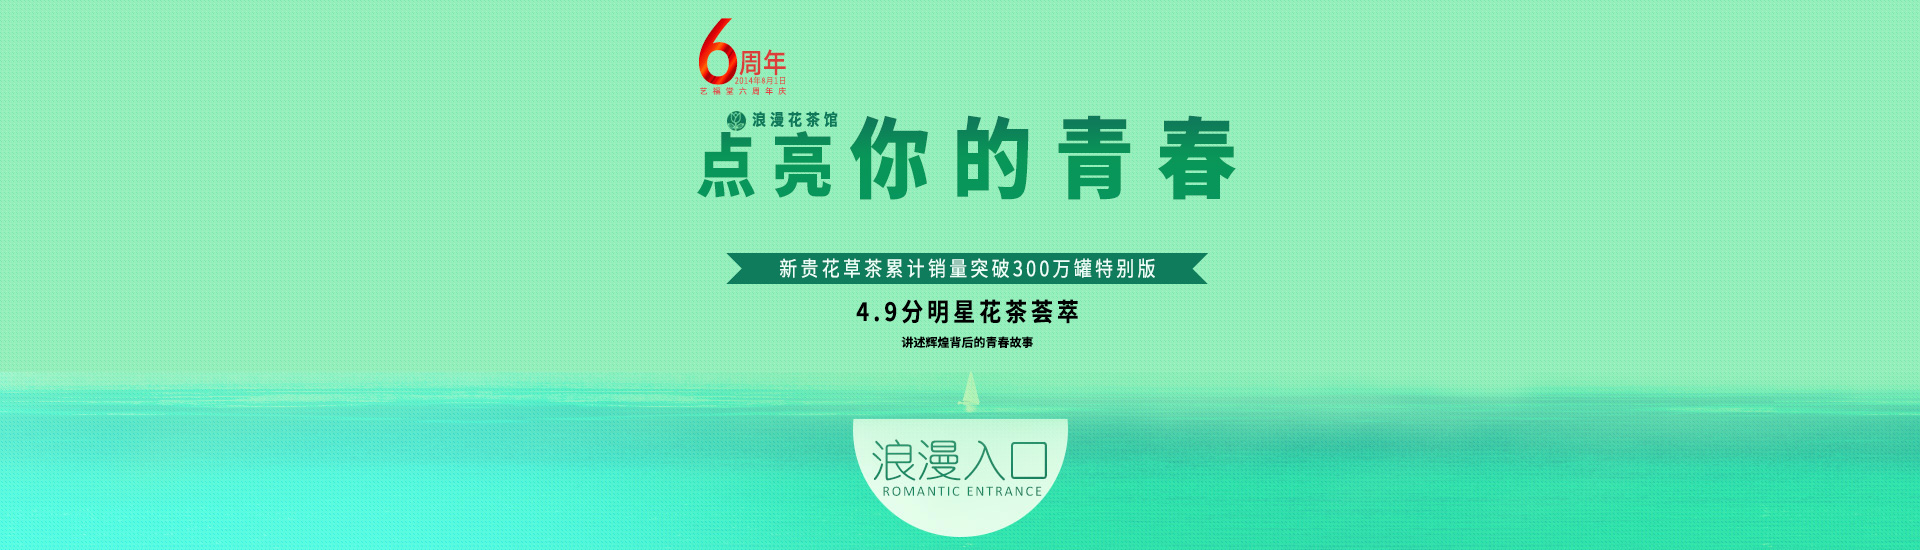 6周年
2014年6月1日
艺福堂六周年庆
浪漫花茶馆
点亮你的青春
新贵花草茶累计销量突破300万罐特别版
4.9分明星花茶荟萃
讲述辉煌背后的青春故事
浪漫入口
ROMANTIC ENTRANCE